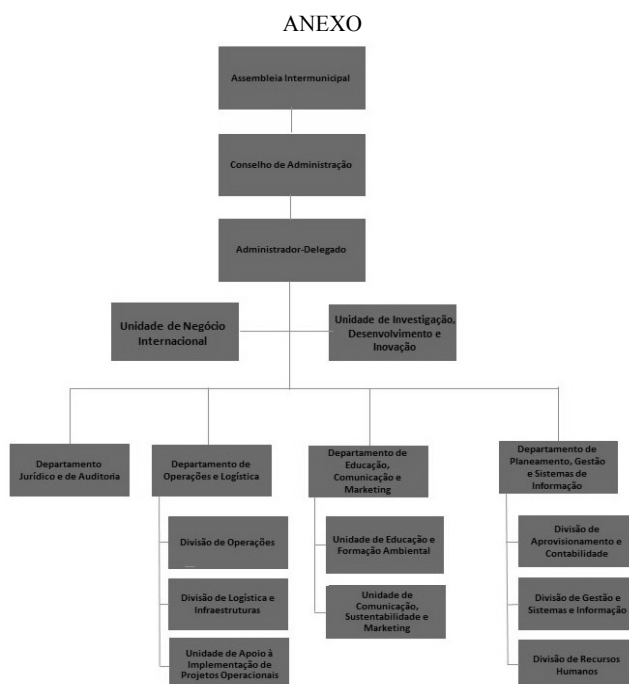 ANEXO
Assembleia Intermunicipal
Conselho de Administração
Administrador-Delegado
Unidade de Negócio
Internacional
Unidade de Investigação,
Desenvolvimento e
Inovação
Departamento
Jurídico e de Auditoria
Departamento de
Operações e Logística
Departamento de
Educação,
Comunicação e
Marketing
Departamento de
Planeamento, Gestão
e Sistemas de
Informação
Divisão de Operações
Divisão de Logística e
Infraestruturas
Unidade de Apoio à
Implementação de
Projetos Operacionais
Unidade de Educação e
Formação Ambiental
Unidade de
Comunicação,
Sustentabilidade e
Marketing
Divisão de
Aprovisionamento e
Contabilidade
Divisão de Gestão e
Sistemas e Informação
Divisão de Recursos
Humanos